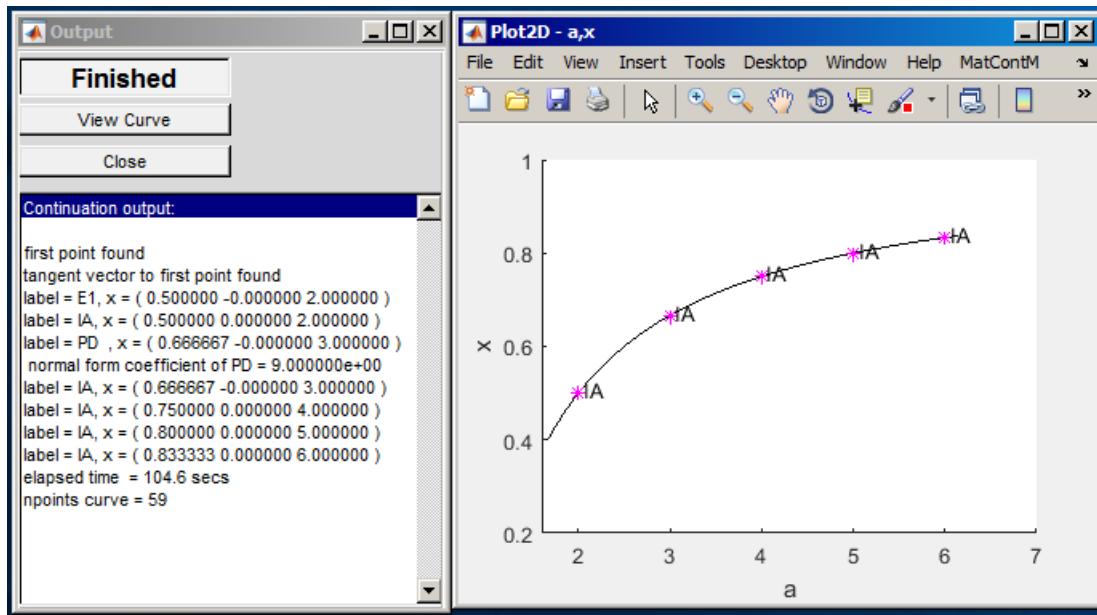 Output
Finished
View Curve
Close
Continuation output:
first point found
tangent vector to first point found
label = E1, x = ( 0.500000 -0.000000 2.000000 )
label = IA, x = ( 0.500000 0.000000 2.000000 )
label = PD , x = ( 0.666667 -0.000000 3.000000 )
normal form coefficient of PD = 9.000000e+00
label = IA, x = ( 0.666667 -0.000000 3.000000 )
label = IA, x = ( 0.750000 0.000000 4.000000 )
label = IA, x = ( 0.800000 0.000000 5.000000 )
label = IA, x = ( 0.833333 0.000000 6.000000 )
elapsed time = 104.6 secs
npoints curve = 59
Plot2D - a,x
File Edit View Insert Tools Desktop Window Help MatContM
1
0.8
0.6
0.4
0.2
x
IA
IA
IA
IA
IA
2 3 4 5 6 7
a